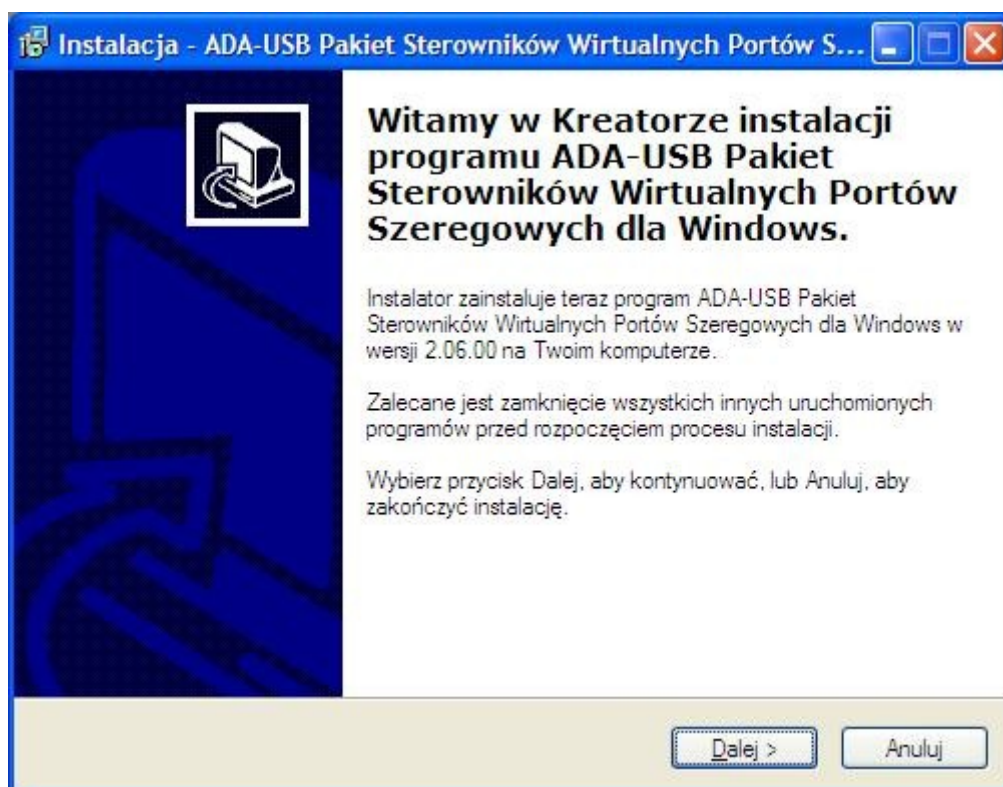 Instalacja - ADA-USB Pakiet Sterowników Wirtualnych Portów S...
Witamy w Kreatorze instalacji
programu ADA-USB Pakiet
Sterowników Wirtualnych Portów
Szeregowych dla Windows.
Instalator zainstaluje teraz program ADA-USB Pakiet
Sterowników Wirtualnych Portów Szeregowych dla Windows w
wersji 2.06.00 na Twoim komputerze.
Zalecane jest zamknięcie wszystkich innych uruchomionych
programów przed rozpoczęciem procesu instalacji.
Wybierz przycisk Dalej, aby kontynuować, lub Anuluj, aby
zakończyć instalację.
Dalej >
Anuluj